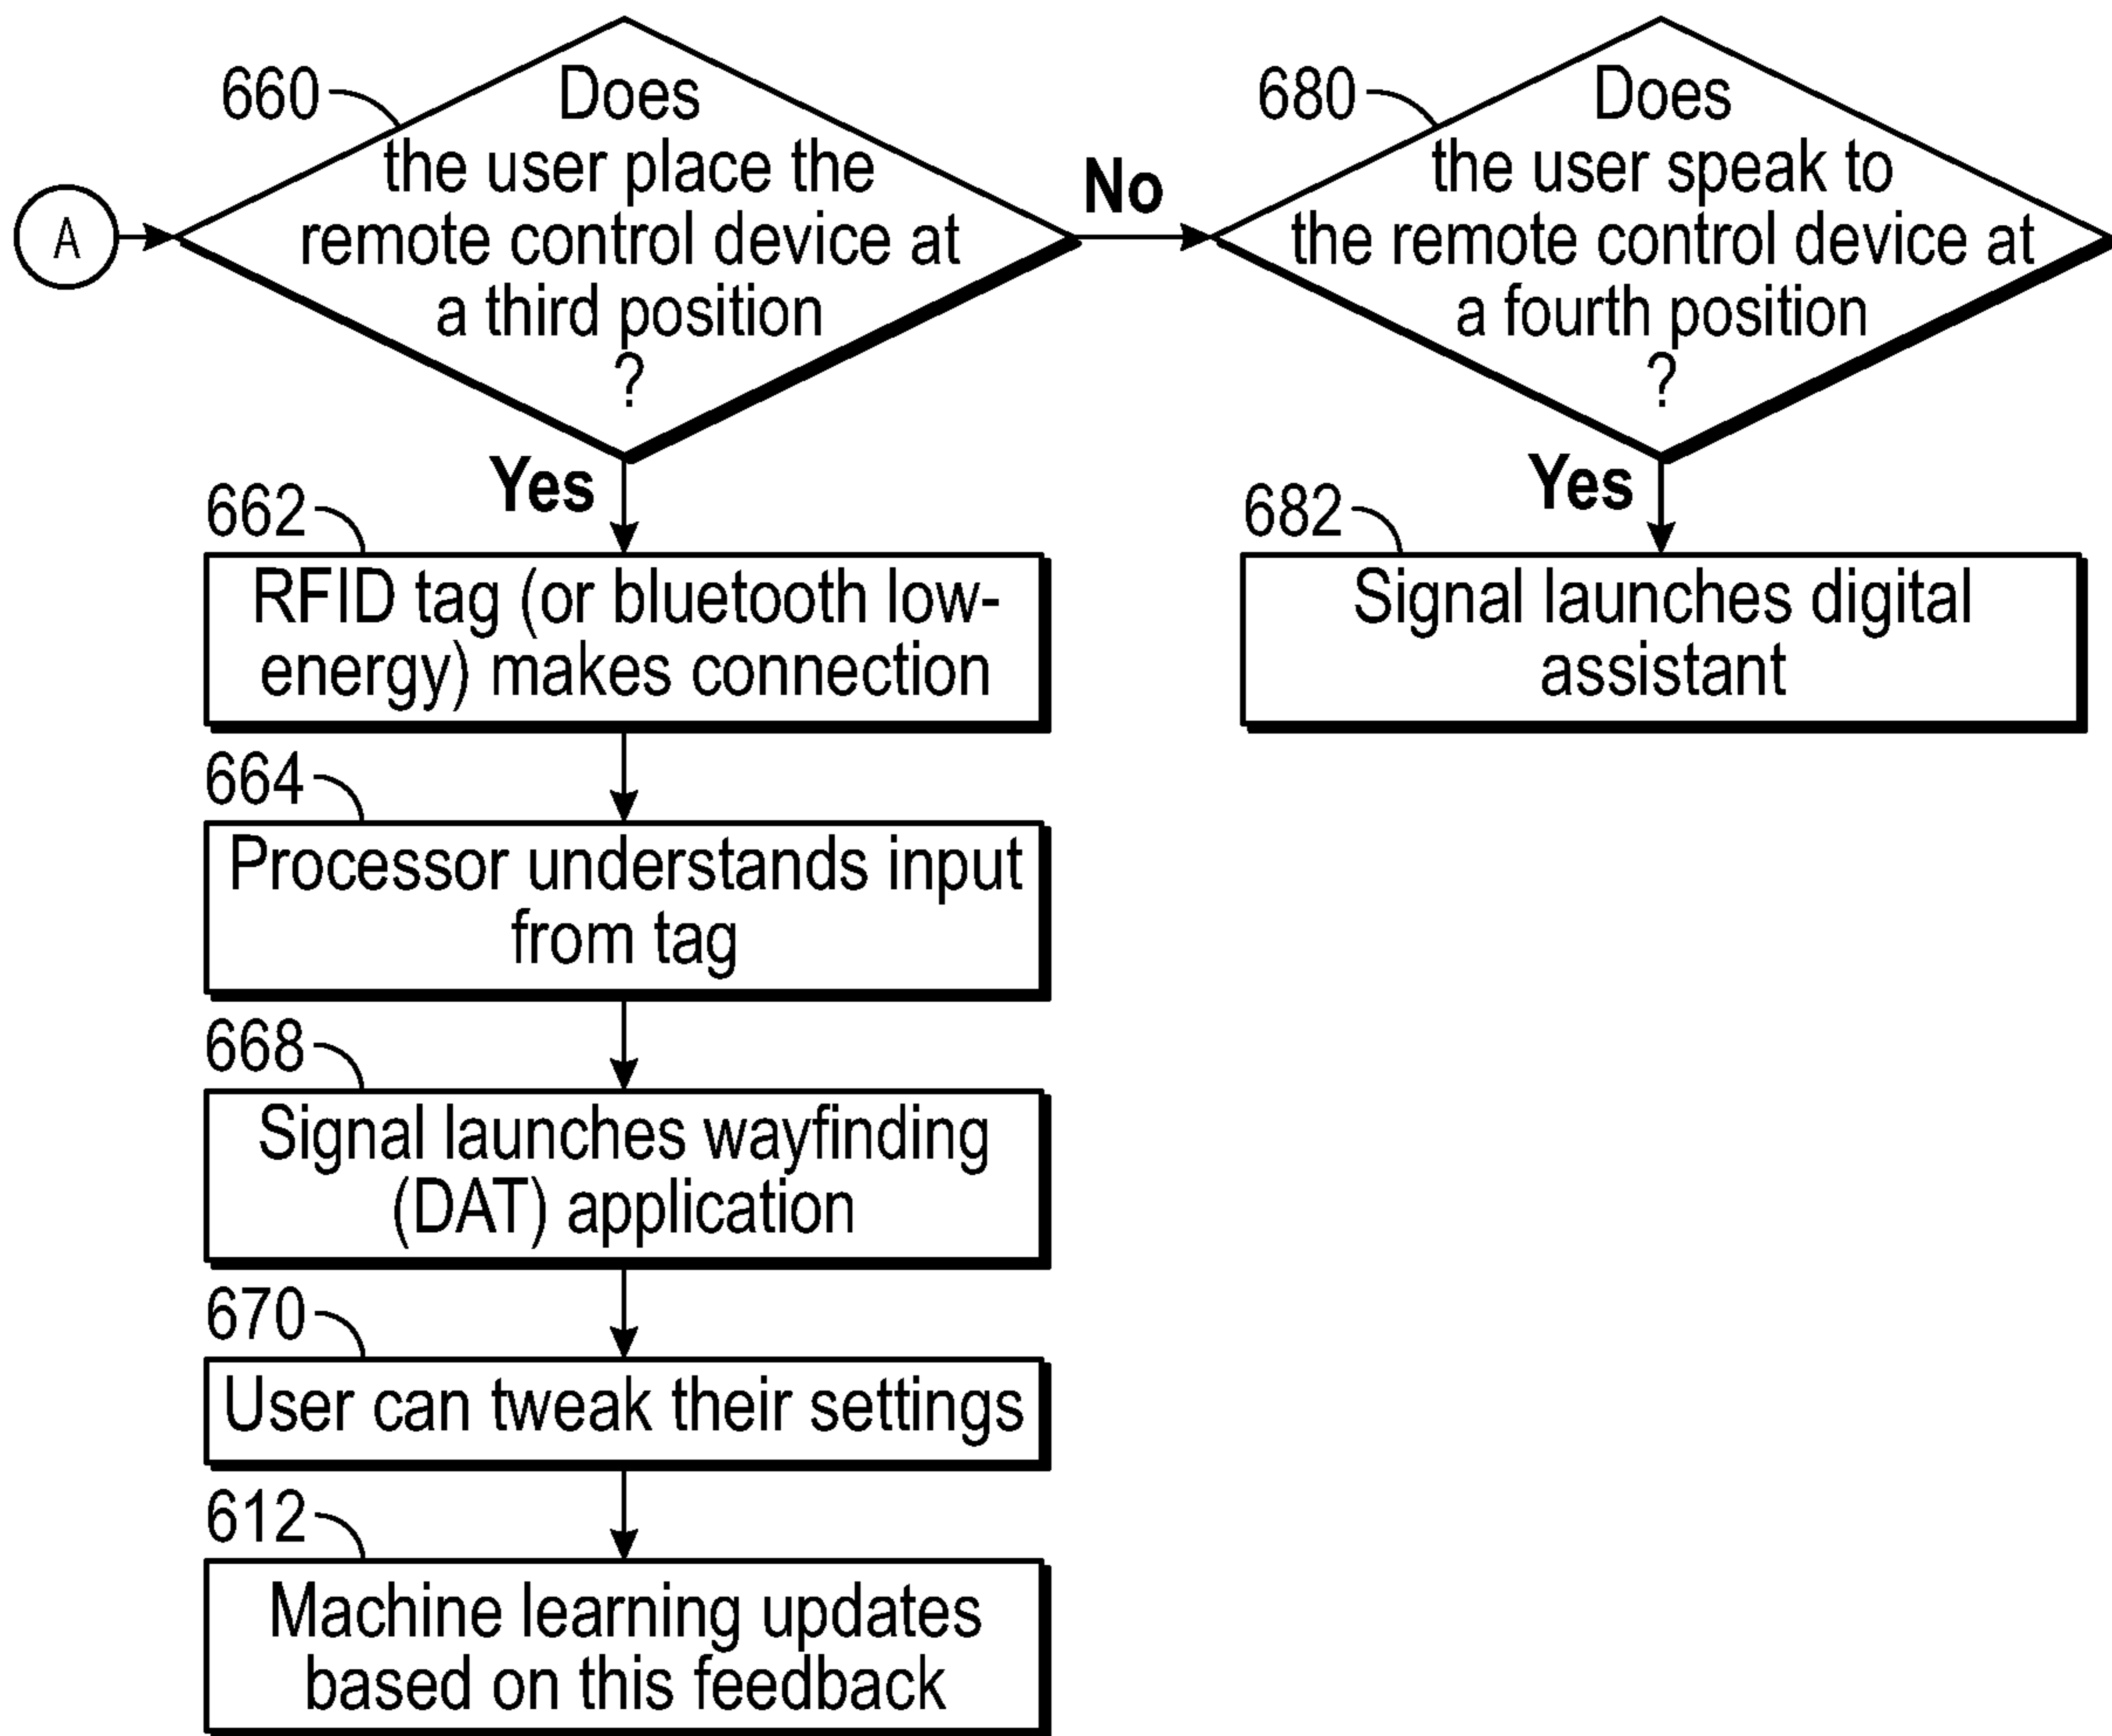 660
Does
the user place the
remote control device at
a third position
?
A
No
680
Does
the user speak to
the remote control device at
a fourth position
?
Yes
662
RFID tag (or bluetooth low-
energy) makes connection
Yes
682
Signal launches digital
assistant
664
Processor understands input
from tag
668
Signal launches wayfinding
(DAT) application
670
User can tweak their settings
612
Machine learning updates
based on this feedback